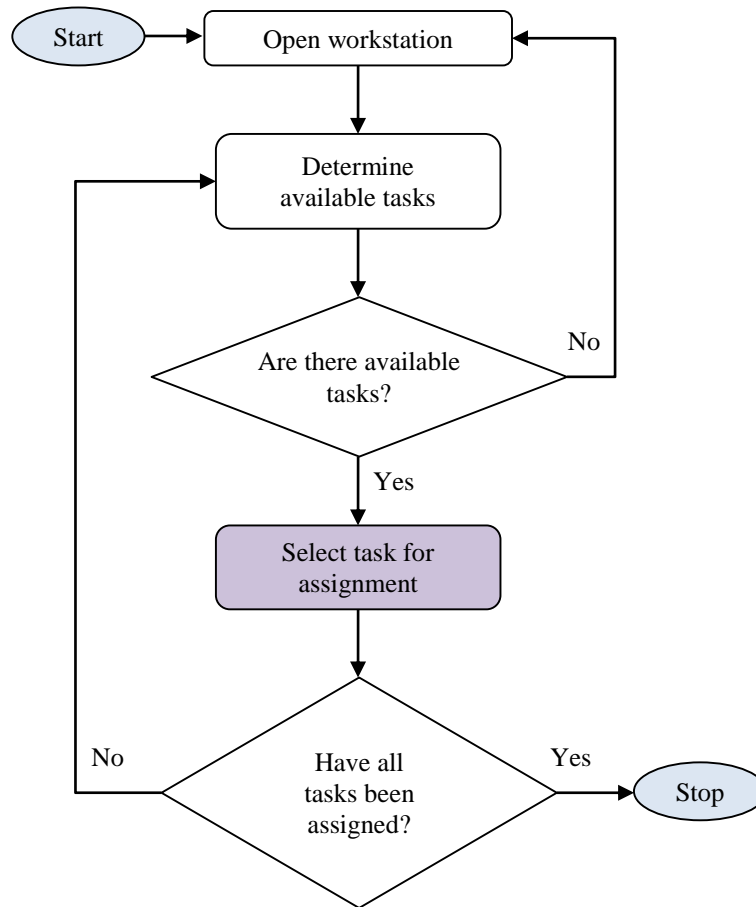 Start
Open workstation
Determine
available tasks
Are there available
tasks?
No
Yes
Select task for
assignment
No
Have all
tasks been
assigned?
Yes
Stop